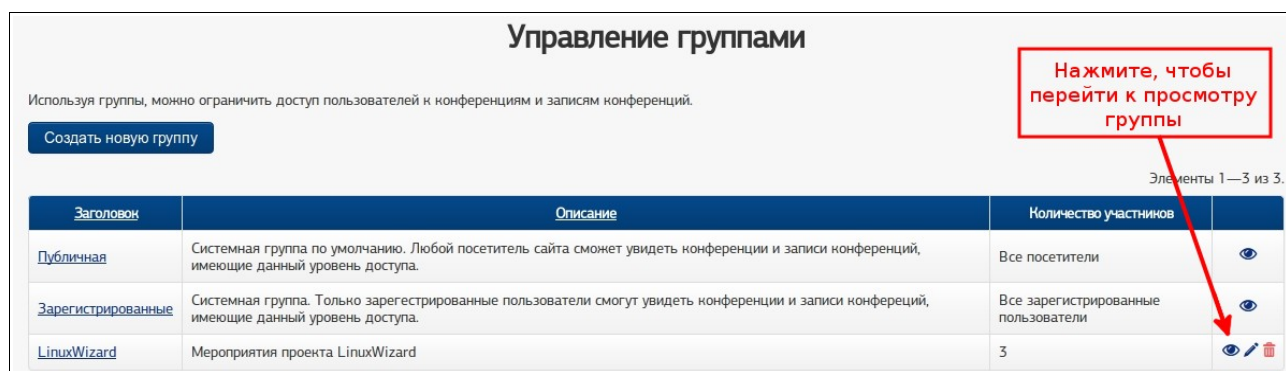 Управление группами
Нажмите, чтобы
перейти к просмотру
группы
Используя группы, можно ограничить доступ пользователей к конференциям и записям конференций.
Создать новую группу
Элементы 1—3 из 3.
Заголовок Описание Количество участников
Публичная
Системная группа по умолчанию. Любой посетитель сайта сможет увидеть конференции и записи конференций,
имеющие данный уровень доступа.
Все посетители
Зарегистрированные
Системная группа. Только зарегестрированные пользователи смогут увидеть конференции и записи конфереций,
имеющие данный уровень доступа.
Все зарегистрированные
пользователи
LinuxWizard Мероприятия проекта LinuxWizard 3